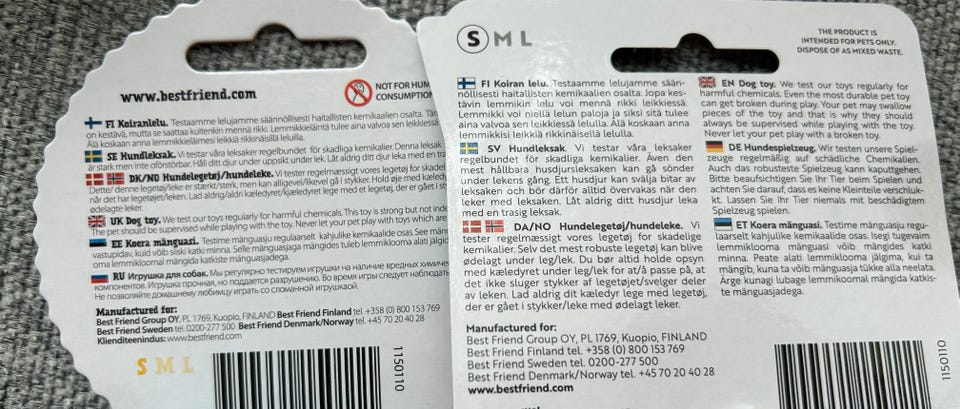 www.bestfriend.com
NOT FOR HUM
CONSUMPTION
FI Koiranlelu. Testaamme lelujamme säännöllisesti haitallisten kemikaalien osalta.
on kestävä, mutta se saattaa kuitenkin mennä rikki. Lemmikkieläintä tulee aina valvoa sen leikkiessä
Älä koskaan anna lemmikkieläimesi leikkiä rikkinäisellä lelulla.
SE Hundleksak. Vi testar våra leksaker regelbundet för skadliga kemikalier. Denna leksak
är stark men inte oförstörbar. Håll ditt djur under uppsikt under lek. Låt aldrig ditt djur leka med en
DK/NO Hundelegetøj/hundeleke. Vi tester regelmæssigt vores legetøj for skadelige
Dette/denne legetøj/leke er stærkt/sterk, men kan alligevel/likevel gå i stykker. Hold øje med
når det har legetøjet/leken. Lad aldrig/aldri kæledyret/kjæledyret lege med et legetøj, der er gået i
ødelagte leker.
UK Dog toy. We test our toys regularly for harmful chemicals. This toy is strong but not
The pet should be supervised while playing with the toy. Never let your pet play with toys which are
EE Koera mänguasi. Testime mänguasju regulaarselt kahjulike kemikaalide osas. See
vastupidav, kuid võib siiski katki minna. Selle mänguasjaga mängides tuleb lemmiklooma alati
oma lemmikloomal mängida katkiste mänguasjadega.
RU Игрушка для собак. Мы регулярно тестируем игрушки на наличие вредных
компонентов. Игрушка прочная, но поддается разрушению. Во время игры следует наблюдать
Не позволяйте домашнему любимцу играть со сломанной игрушкой.
Manufactured for:
Best Friend Group OY, PL 1769, Kuopio, FINLAND Best Friend Finland tel. +358 (0) 800 153 769
Best Friend Sweden tel. 0200-277 500 Best Friend Denmark/Norway tel. +45 70 20 40 28
Klienditeenindus: www.bestfriend.com
S M L
1150110
S M L
THE PRODUCT IS
INTENDED FOR PETS ONLY.
DISPOSE OF AS MIXED WASTE.
FI Koiran lelu. Testaamme lelujamme sään-
nöllisesti haitallisten kemikaalien osalta. Jopa kes-
tävin lemmikin lelu voi mennä rikki leikkiessä.
Lemmikki voi niellä lelun paloja ja siksi sitä tulee
aina valvoa sen leikkiessä lelulla. Älä koskaan anna
lemmikkisi leikkiä rikkinäisellä lelulla.
SV Hundleksak. Vi testar våra leksaker
regelbundet för skadliga kemikalier. Även den
mest hållbara husdjursleksaken kan gå sönder
under lekens gång. Ett husdjur kan svälja bitar av
leksaken och bör därför alltid övervakas när den
leker med leksaken. Låt aldrig ditt husdjur leka
med en trasig leksak.
DA/NO Hundelegetøj/hundeleke. Vi
tester regelmæssigt vores legetøj for skadelige
kemikalier. Selv det mest robuste legetøj kan blive
ødelagt under leg/lek. Du bør altid holde opsyn
med kæledyret under leg/lek for at/å passe på, at
det ikke sluger stykker af legetøjet/svelger deler
av leken. Lad aldrig dit kæledyr lege med legetøj,
der er gået i stykker/leke med ødelagt leker.
EN Dog toy. We test our toys regularly for
harmful chemicals. Even the most durable pet toy
can get broken during play. Your pet may swallow
pieces of the toy and that is why they should
always be supervised while playing with the toy.
Never let your pet play with a broken toy.
DE Hundespielzeug. Wir testen unsere Spiel-
zeuge regelmäßig auf schädliche Chemikalien.
Auch das robusteste Spielzeug kann kaputtgehen.
Bitte beaufsichtigen Sie Ihr Tier beim Spielen und
achten Sie darauf, dass es keine Kleinteile verschluk-
kt. Lassen Sie Ihr Tier niemals mit beschädigtem
Spielzeug spielen.
ET Koera mänguasi. Testime mänguasju regu-
laarselt kahjulike kemikaalide osas. Isegi tugevaim
lemmiklooma mänguasi võib mängides katki
minna. Peate alati lemmiklooma jälgima, kui ta
mängib, kuna ta võib mänguasja tükke alla neelata.
Ärge kunagi lubage lemmikloomal mängida katkis-
te mänguasjadega.
Manufactured for:
Best Friend Group OY, PL 1769, Kuopio, FINLAND
Best Friend Finland tel. +358 (0) 800 153 769
Best Friend Sweden tel. 0200-277 500
Best Friend Denmark/Norway tel. +45 70 20 40 28
www.bestfriend.com
1150110